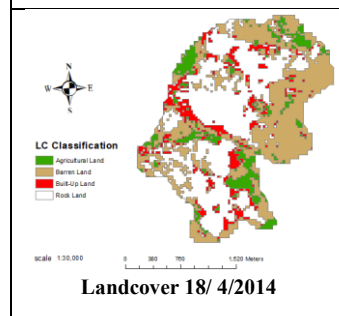 N
W E
S
LC Classification
Agricultural Land
Barren Land
Built-Up Land
Rock Land
scale 1:30,000
0 380 760 1,520 Meters
Landcover 18/ 4/2014